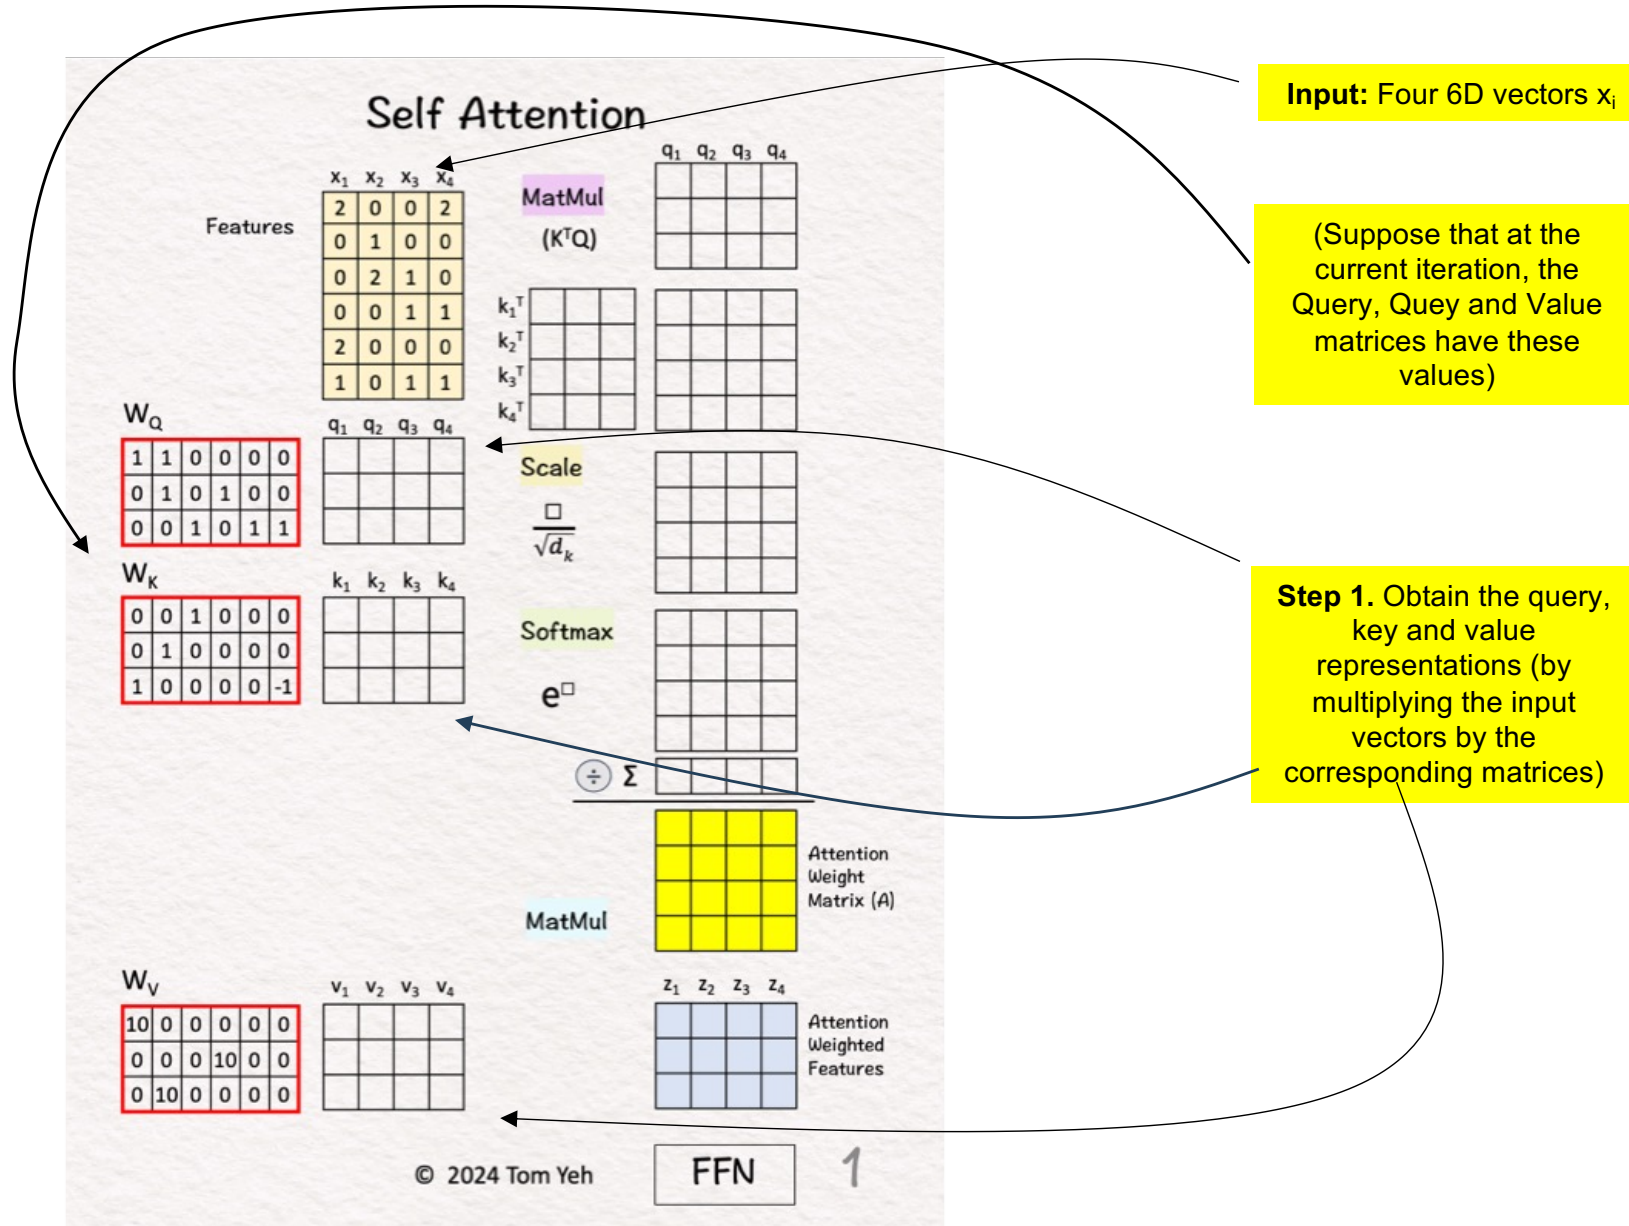 Self Attention
Input: Four 6D vectors xᵢ
x₁ x₂ x₃ x₄
Features
2 0 0 2
0 1 0 0
0 2 1 0
0 0 1 1
2 0 0 0
1 0 1 1
q₁ q₂ q₃ q₄
MatMul
(KᵀQ)
k₁ᵀ
k₂ᵀ
k₃ᵀ
k₄ᵀ
(Suppose that at the
current iteration, the
Query, Quey and Value
matrices have these
values)
W_Q
1 1 0 0 0 0
0 1 0 1 0 0
0 0 1 0 1 1
q₁ q₂ q₃ q₄
Scale
□
√dₖ
W_K
0 0 1 0 0 0
0 1 0 0 0 0
1 0 0 0 0 -1
k₁ k₂ k₃ k₄
Softmax
e□
÷ Σ
Step 1. Obtain the query,
key and value
representations (by
multiplying the input
vectors by the
corresponding matrices)
Attention
Weight
Matrix (A)
MatMul
W_V
10 0 0 0 0 0
0 0 0 10 0 0
0 10 0 0 0 0
v₁ v₂ v₃ v₄
z₁ z₂ z₃ z₄
Attention
Weighted
Features
© 2024 Tom Yeh
FFN
1